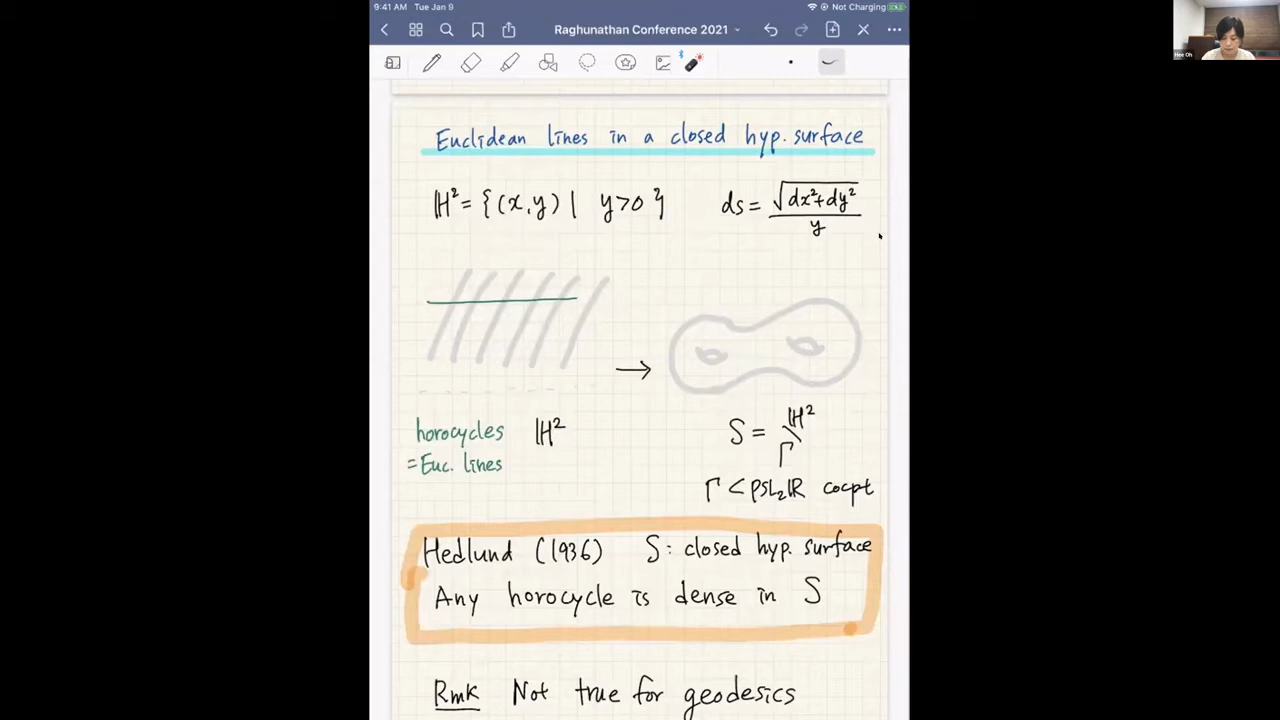 9:41 AM Tue Jan 9
Not Charging
Raghunathan Conference 2021
Hee Oh
Euclidean lines in a closed hyp. surface
ℍ² = {(x,y) | y>0} ds = √(dx²+dy²)/y
→
horocycles ℍ² S = Γ\ℍ²
= Euc. lines
Γ < PSL₂ℝ cocpt
Hedlund (1936) S: closed hyp. surface
Any horocycle is dense in S
Rmk Not true for geodesics